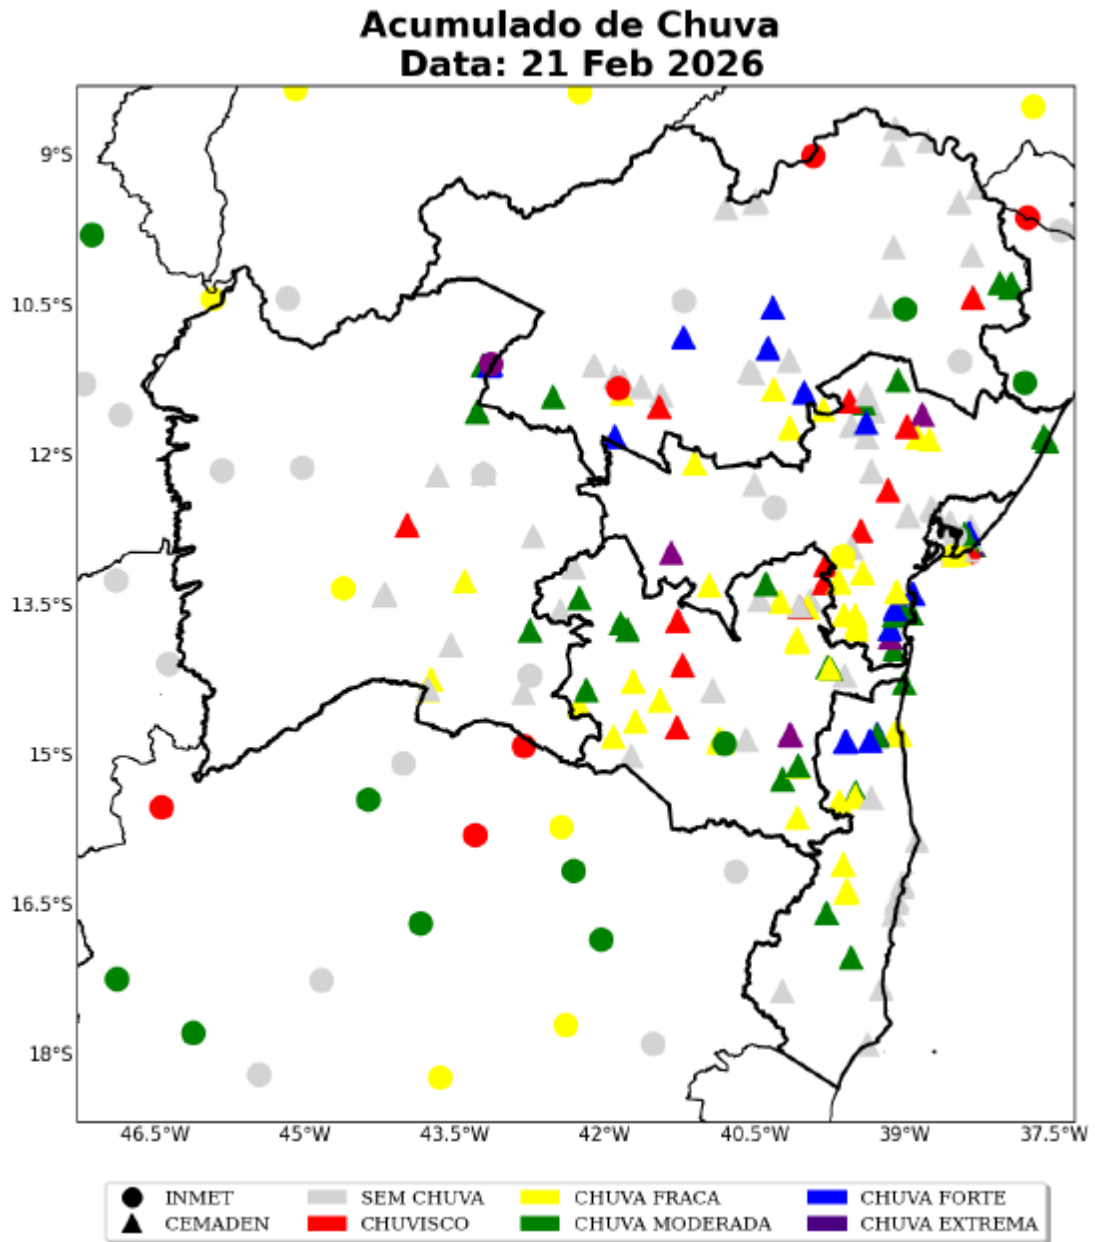 Acumulado de Chuva
Data: 21 Feb 2026
9°S
10.5°S
12°S
13.5°S
15°S
16.5°S
18°S
46.5°W 45°W 43.5°W 42°W 40.5°W 39°W 37.5°W
INMET SEM CHUVA CHUVA FRACA CHUVA FORTE
CEMADEN CHUVISCO CHUVA MODERADA CHUVA EXTREMA